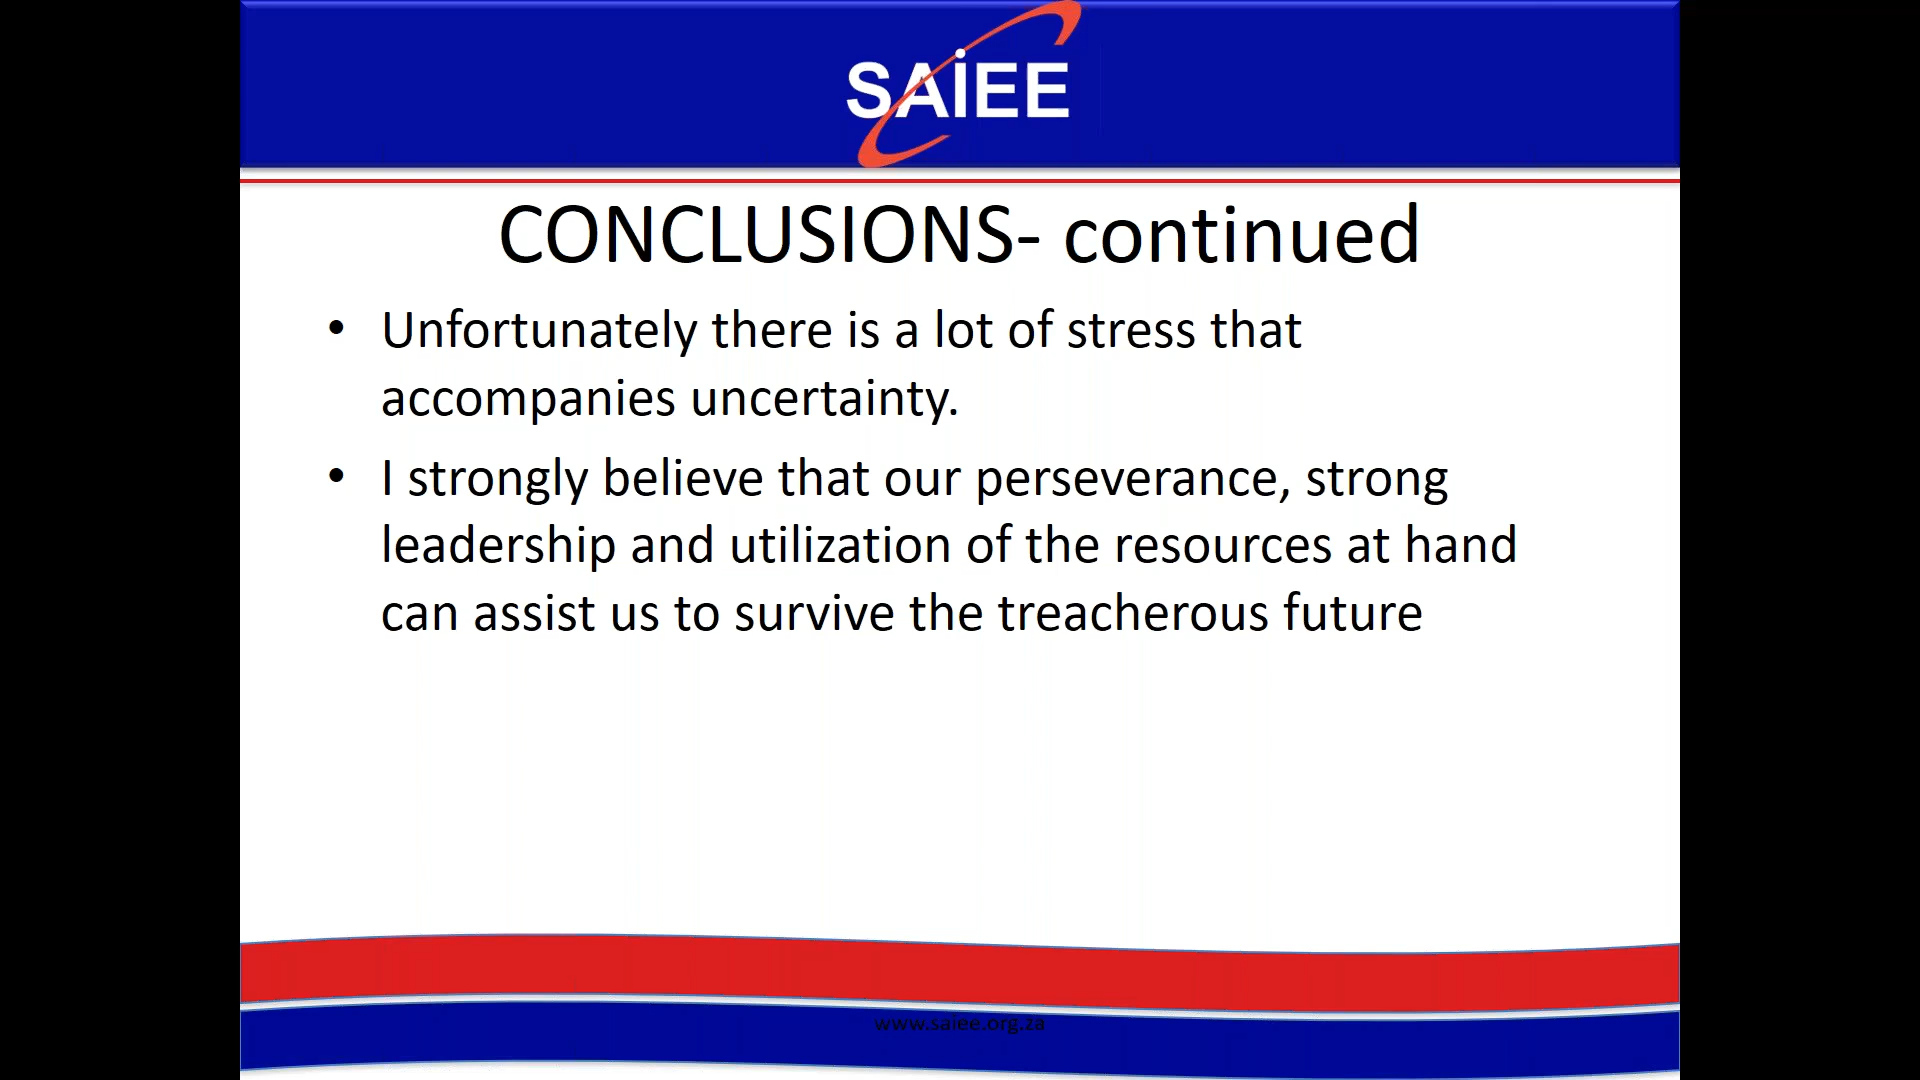 SAIEE
CONCLUSIONS- continued
• Unfortunately there is a lot of stress that
accompanies uncertainty.
• I strongly believe that our perseverance, strong
leadership and utilization of the resources at hand
can assist us to survive the treacherous future
www.saiee.org.za